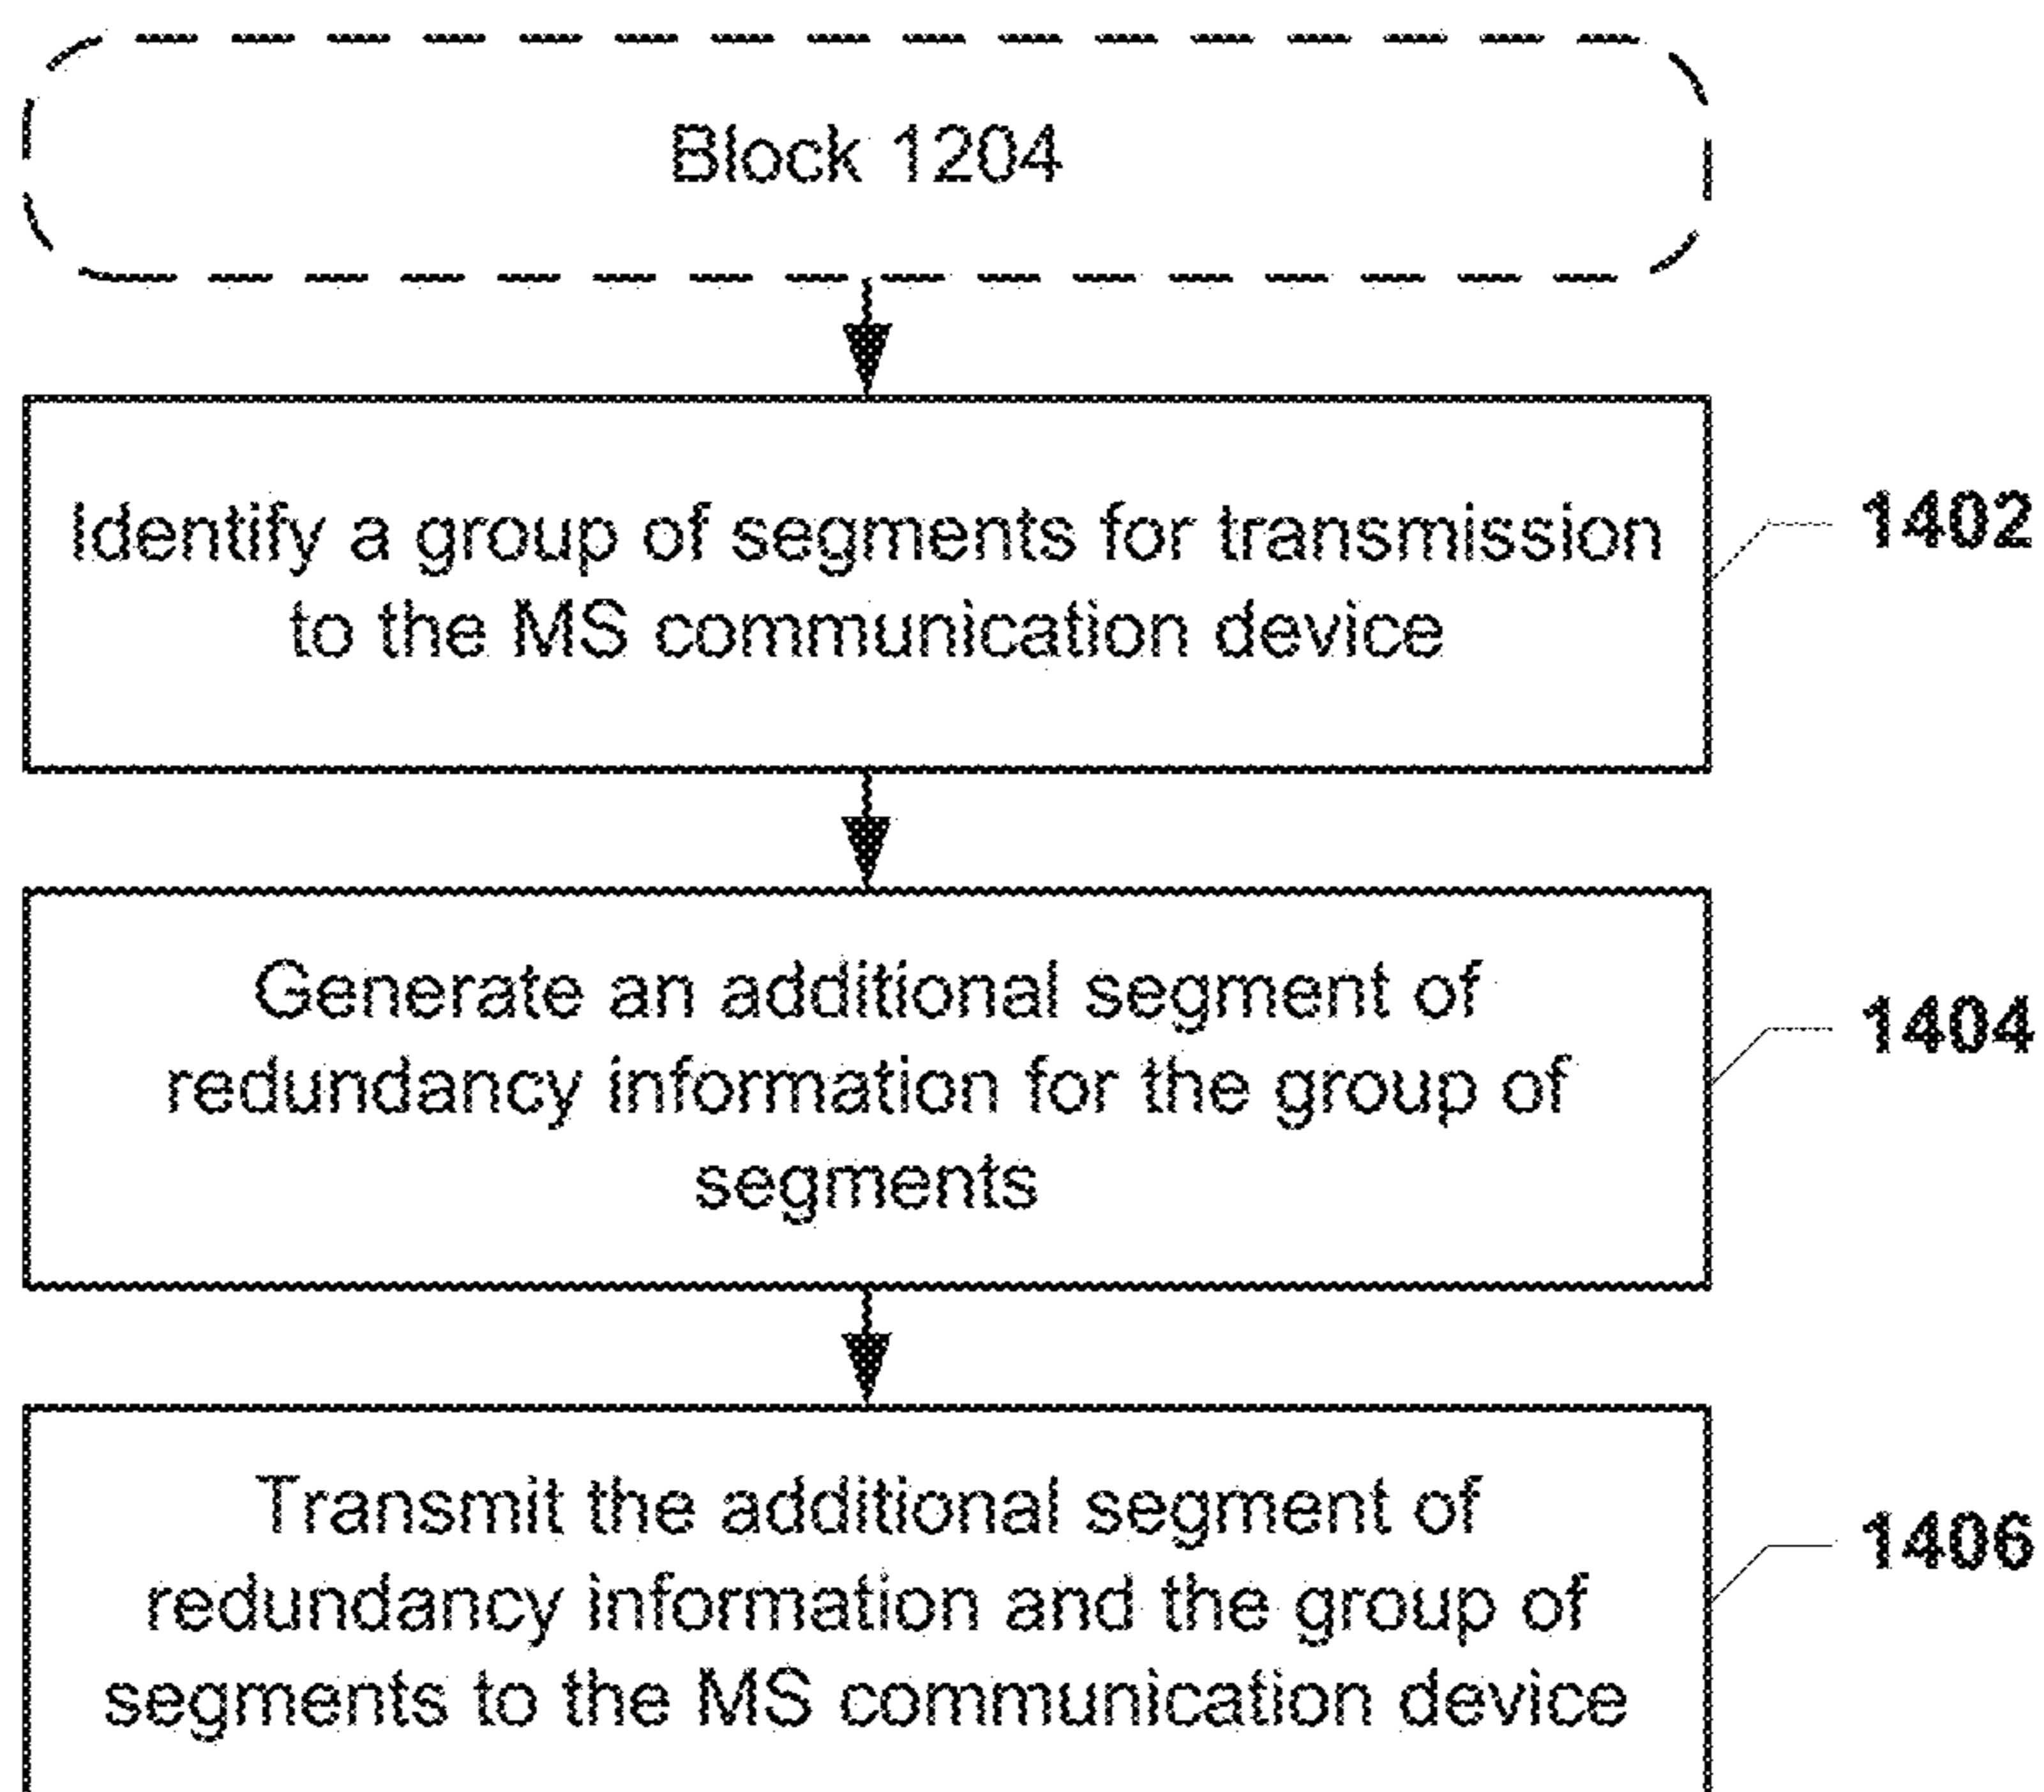 Block 1204
Identify a group of segments for transmission
to the MS communication device
1402
Generate an additional segment of
redundancy information for the group of
segments
1404
Transmit the additional segment of
redundancy information and the group of
segments to the MS communication device
1406